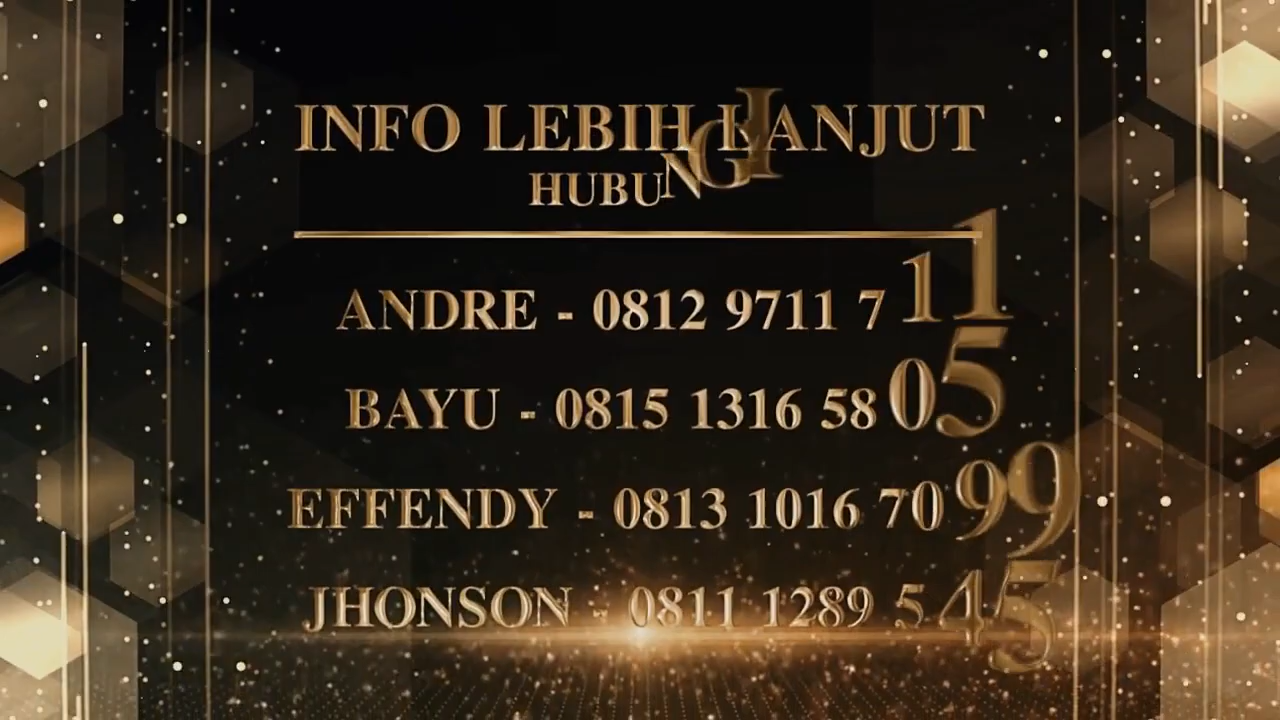 INFO LEBIH LANJUT
HUBUNGI
ANDRE - 0812 9711 711
BAYU - 0815 1316 5805
EFFENDY - 0813 1016 7099
JHONSON - 0811 1289 545